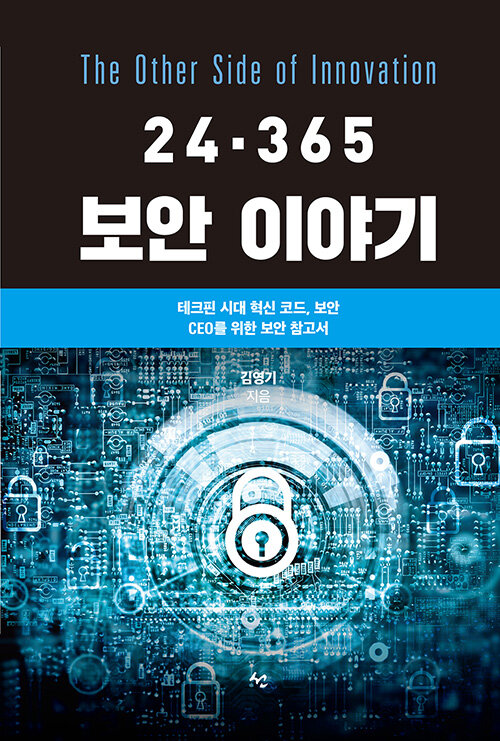 The Other Side of Innovation
24·365
보안 이야기
테크핀 시대 혁신 코드, 보안
CEO를 위한 보안 참고서
김영기
지음
선